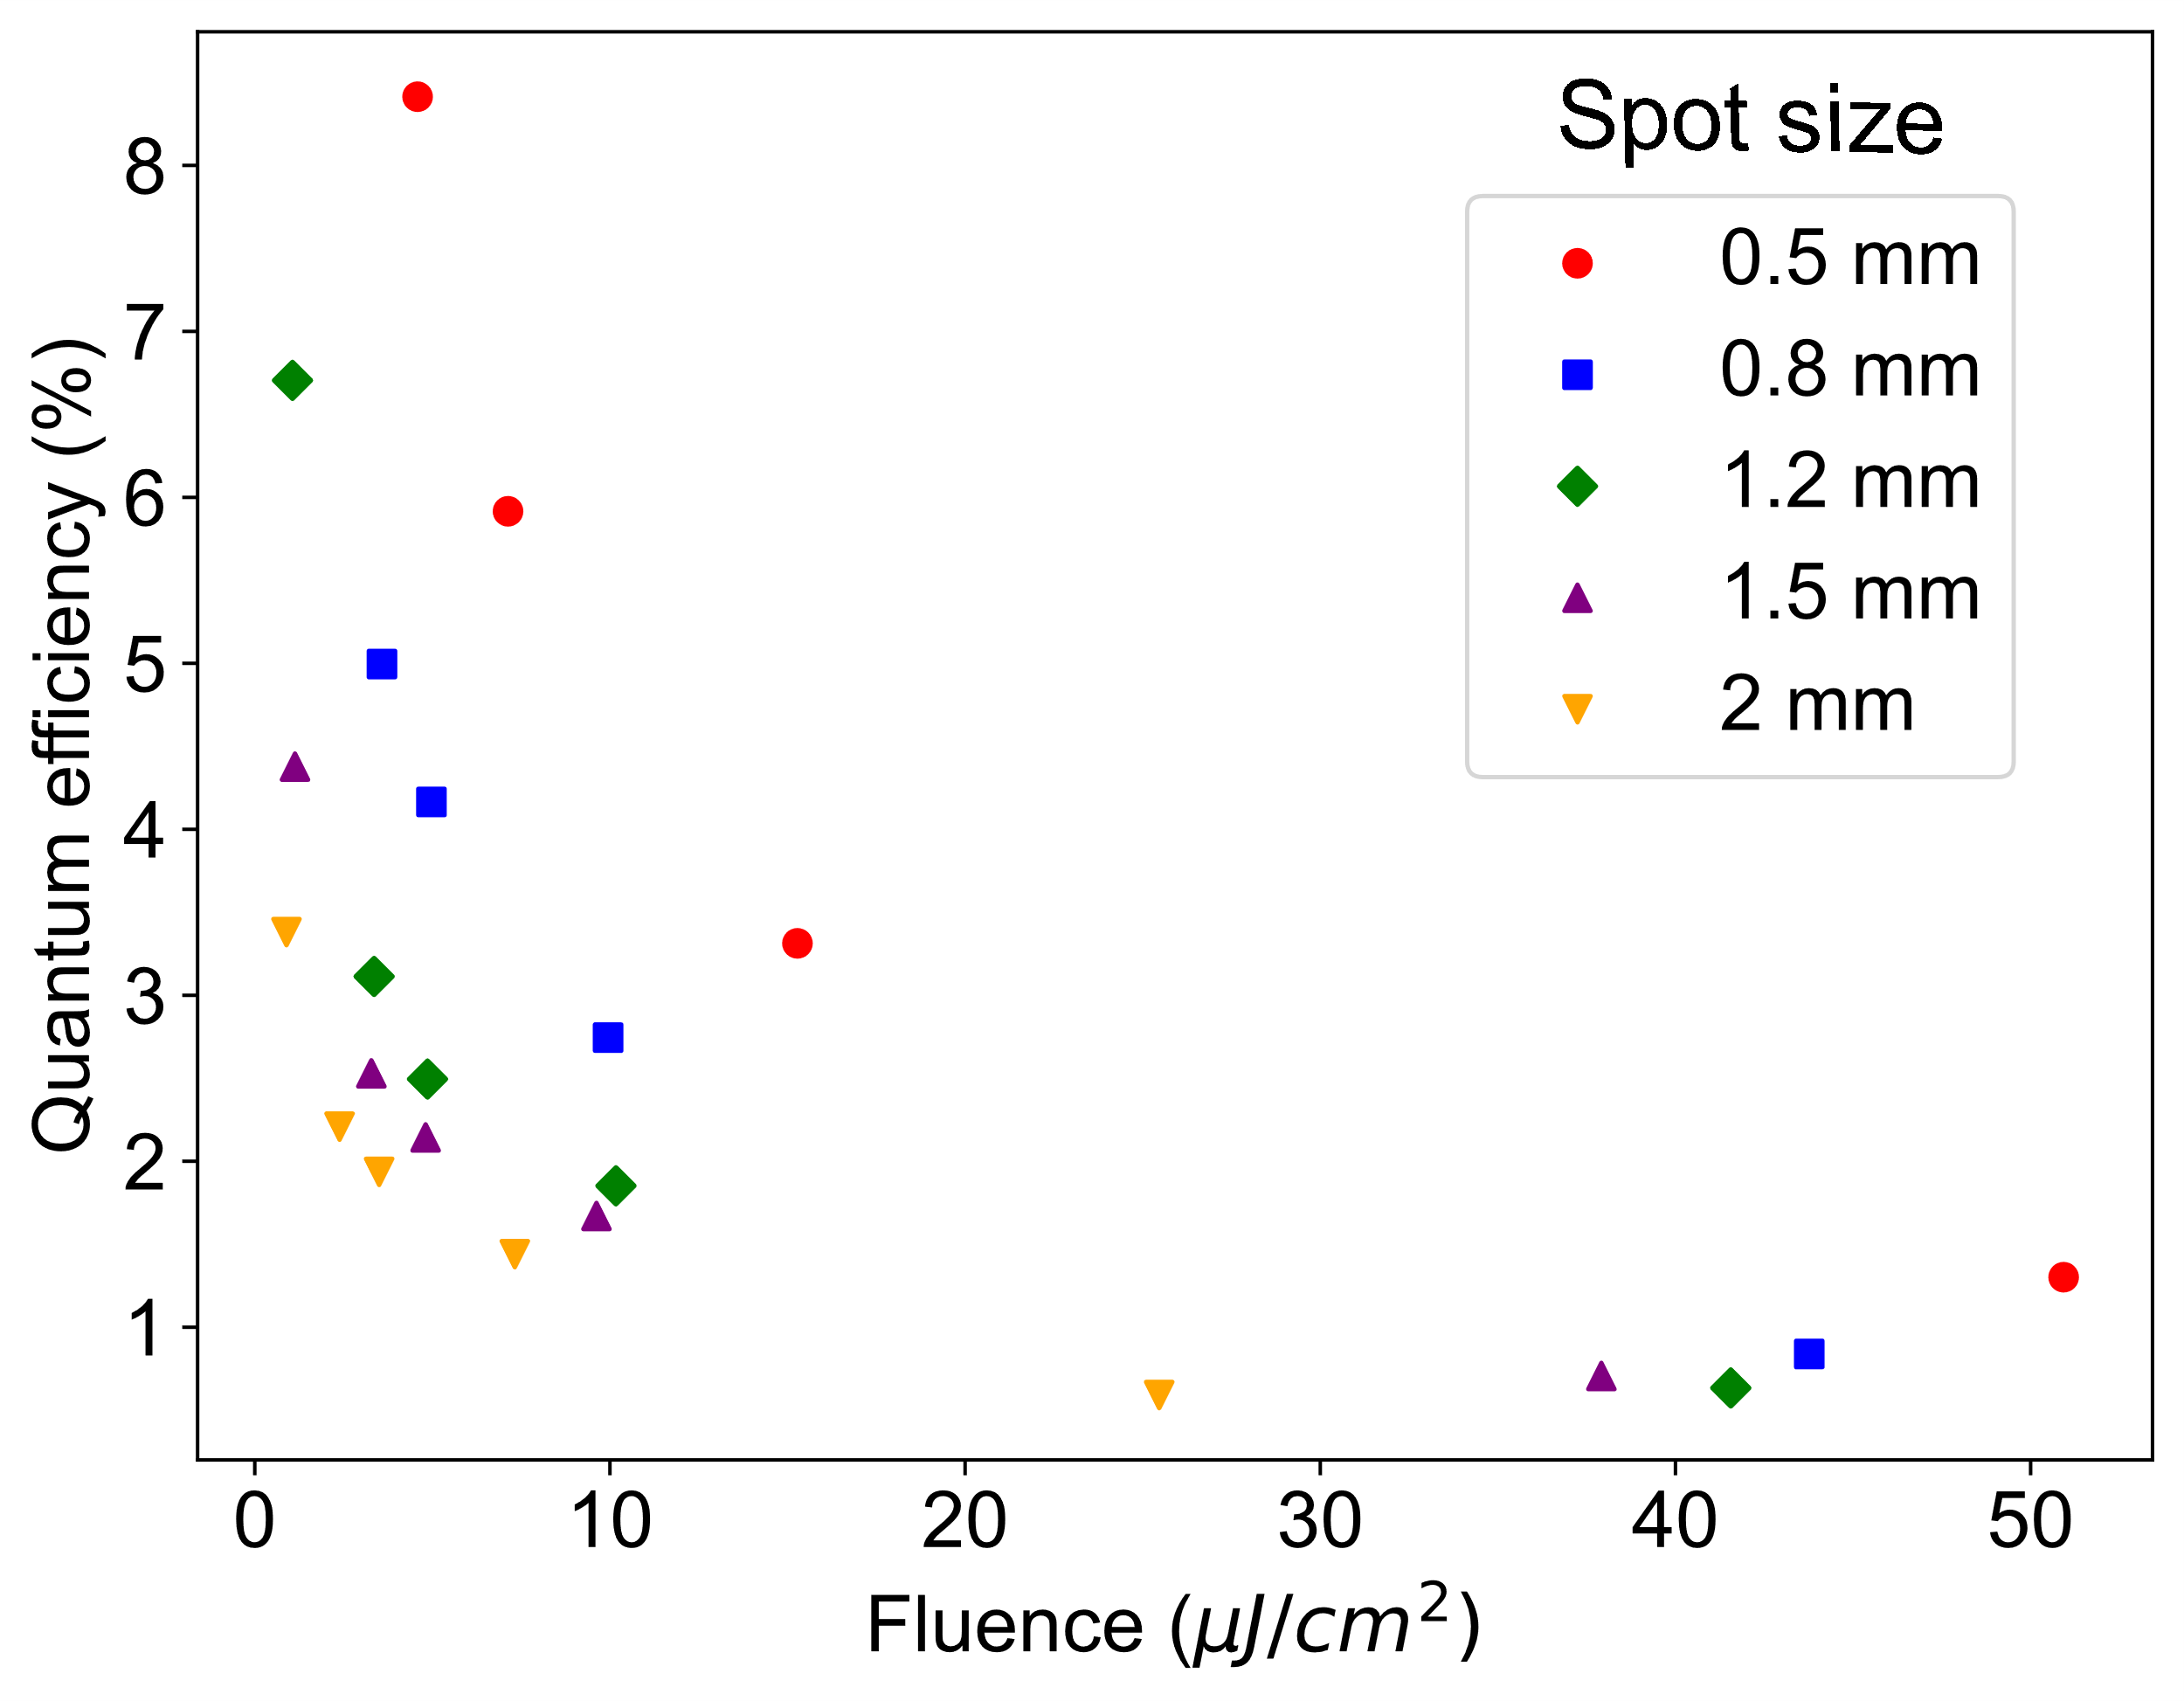 Spot size
0.5 mm
0.8 mm
1.2 mm
1.5 mm
2 mm
Quantum efficiency (%)
8
7
6
5
4
3
2
1
0 10 20 30 40 50
Fluence (μJ/cm²)